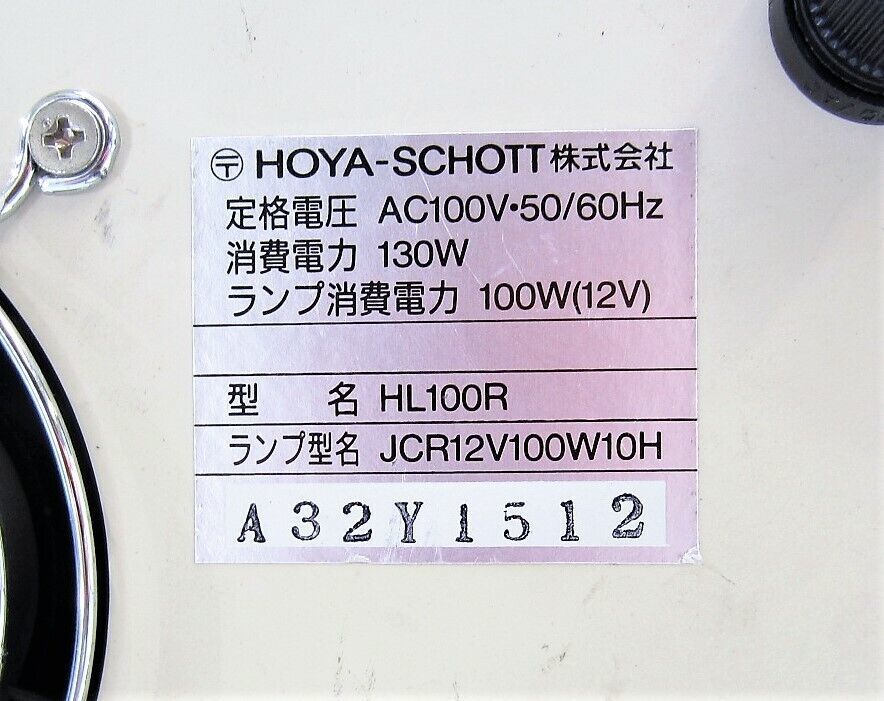 〶 HOYA-SCHOTT株式会社
定格電圧 AC100V・50/60Hz
消費電力 130W
ランプ消費電力 100W(12V)
型 名 HL100R
ランプ型名 JCR12V100W10H
A32Y1512